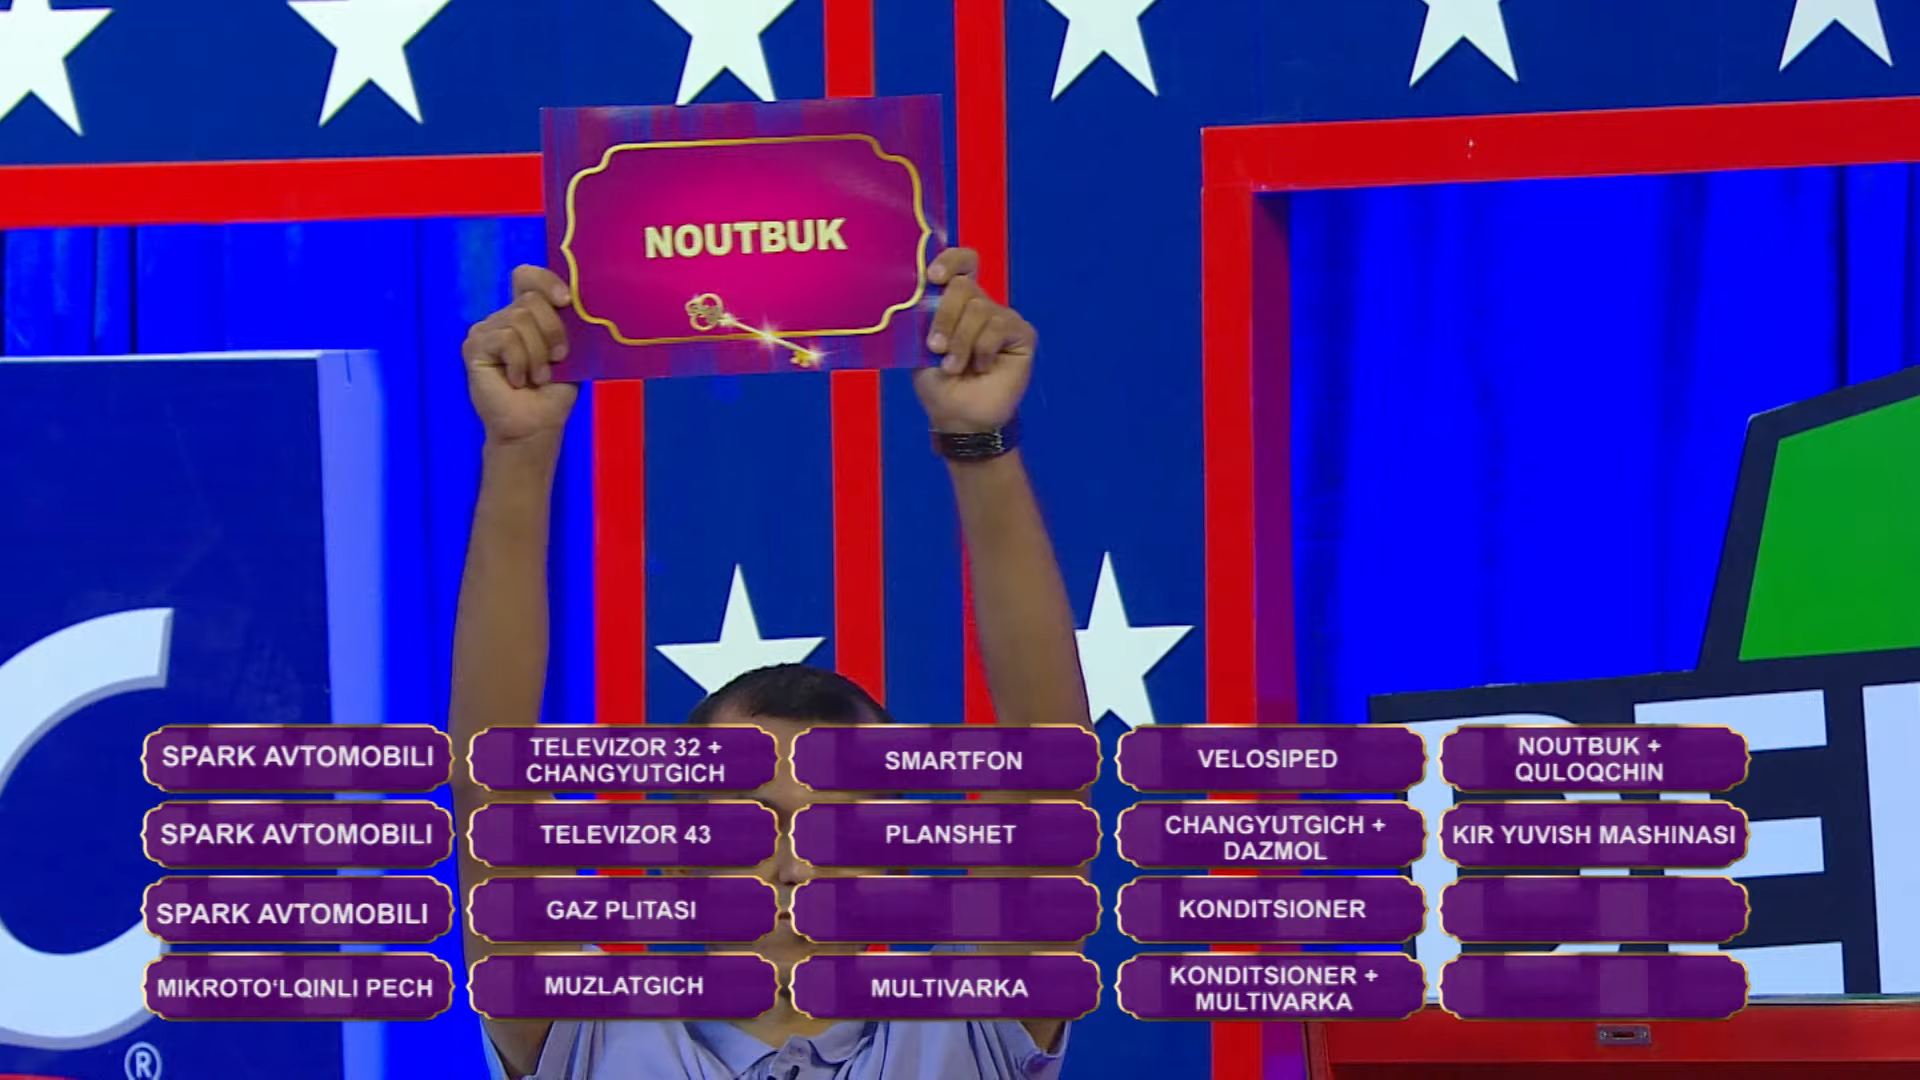 NOUTBUK
SPARK AVTOMOBILI
TELEVIZOR 32 +
CHANGYUTGICH
SMARTFON
VELOSIPED
NOUTBUK +
QULOQCHIN
SPARK AVTOMOBILI
TELEVIZOR 43
PLANSHET
CHANGYUTGICH +
DAZMOL
KIR YUVISH MASHINASI
SPARK AVTOMOBILI
GAZ PLITASI
KONDITSIONER
MIKROTO‘LQINLI PECH
MUZLATGICH
MULTIVARKA
KONDITSIONER +
MULTIVARKA
C
®